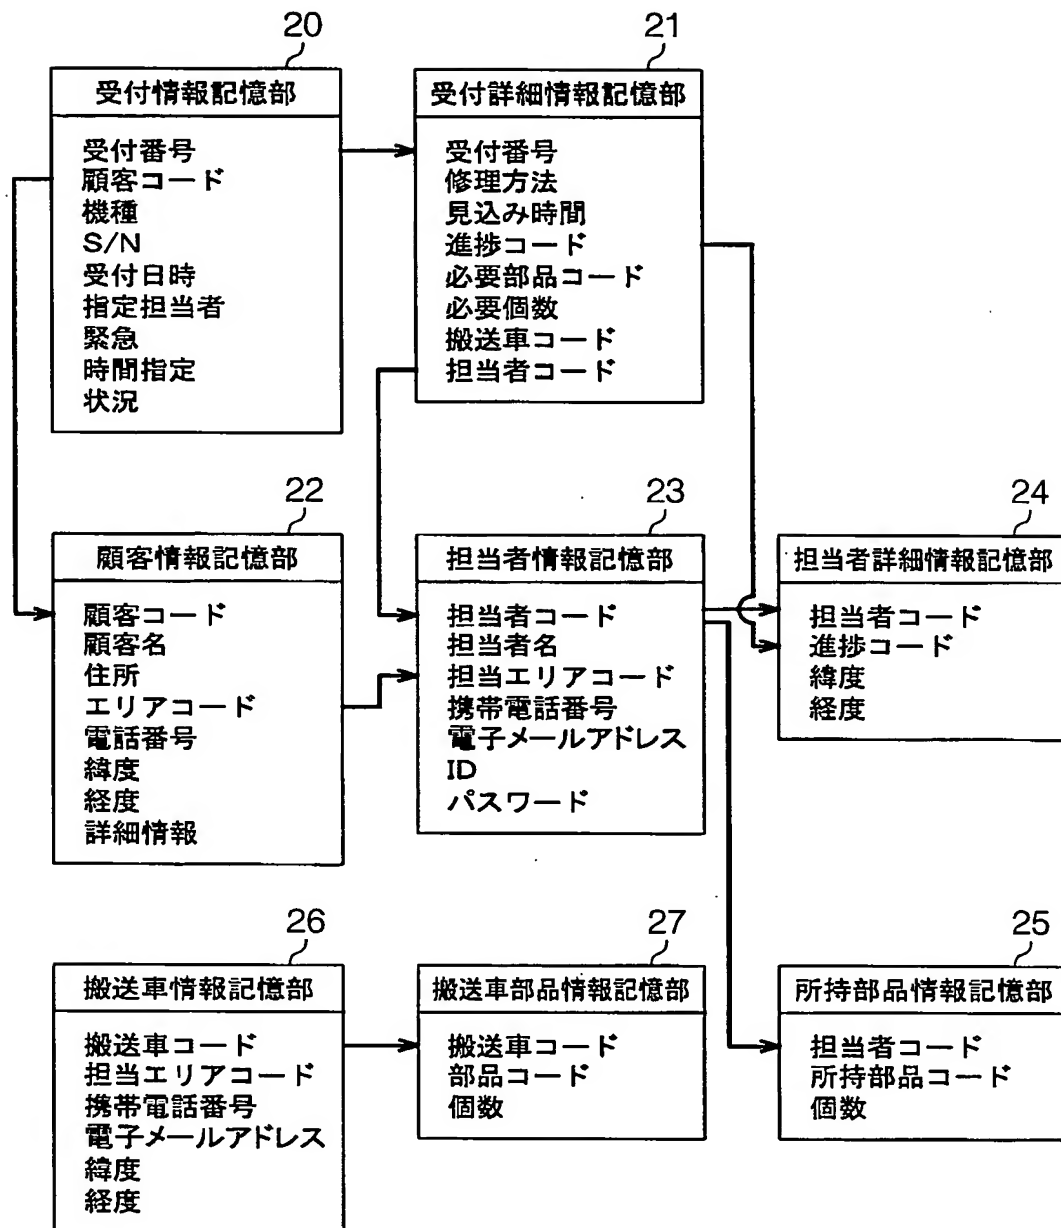 20
受付情報記憶部
受付番号
顧客コード
機種
S/N
受付日時
指定担当者
緊急
時間指定
状況
21
受付詳細情報記憶部
受付番号
修理方法
見込み時間
進捗コード
必要部品コード
必要個数
搬送車コード
担当者コード
22
顧客情報記憶部
顧客コード
顧客名
住所
エリアコード
電話番号
緯度
経度
詳細情報
23
担当者情報記憶部
担当者コード
担当者名
担当エリアコード
携帯電話番号
電子メールアドレス
ID
パスワード
24
担当者詳細情報記憶部
担当者コード
進捗コード
緯度
経度
26
搬送車情報記憶部
搬送車コード
担当エリアコード
携帯電話番号
電子メールアドレス
緯度
経度
27
搬送車部品情報記憶部
搬送車コード
部品コード
個数
25
所持部品情報記憶部
担当者コード
所持部品コード
個数